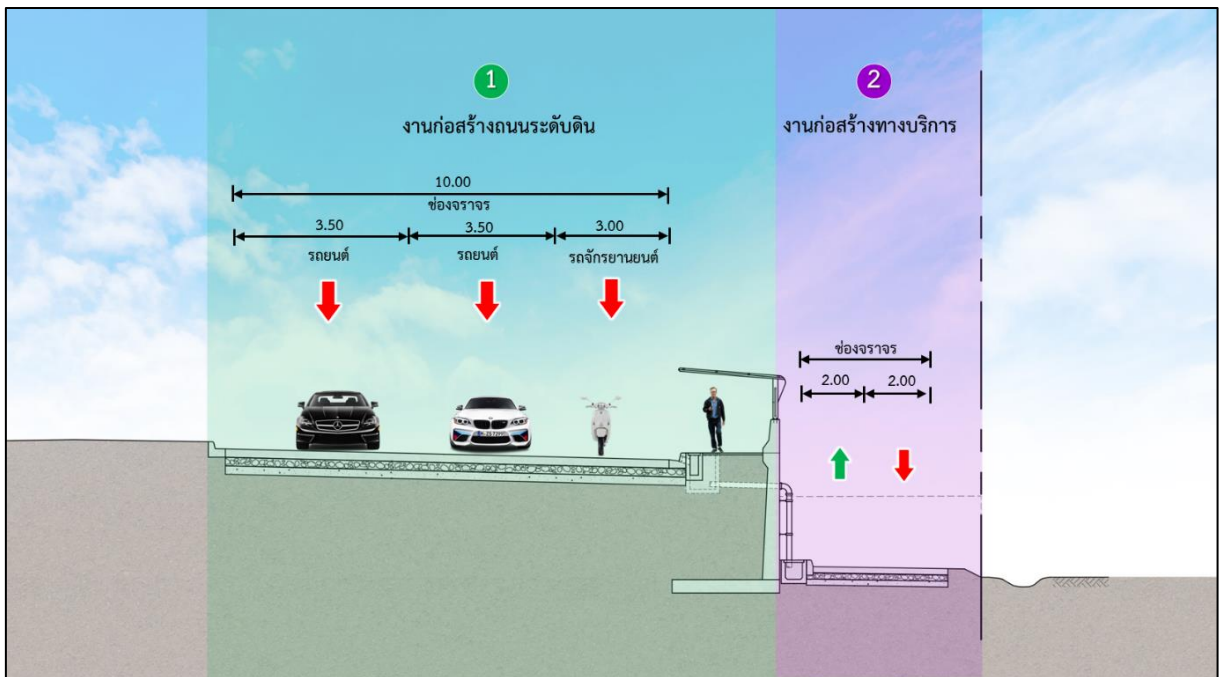 1
งานก่อสร้างถนนระดับดิน
10.00
ช่องจราจร
3.50
3.50
3.00
รถยนต์
รถยนต์
รถจักรยานยนต์
2
งานก่อสร้างทางบริการ
ช่องจราจร
2.00
2.00